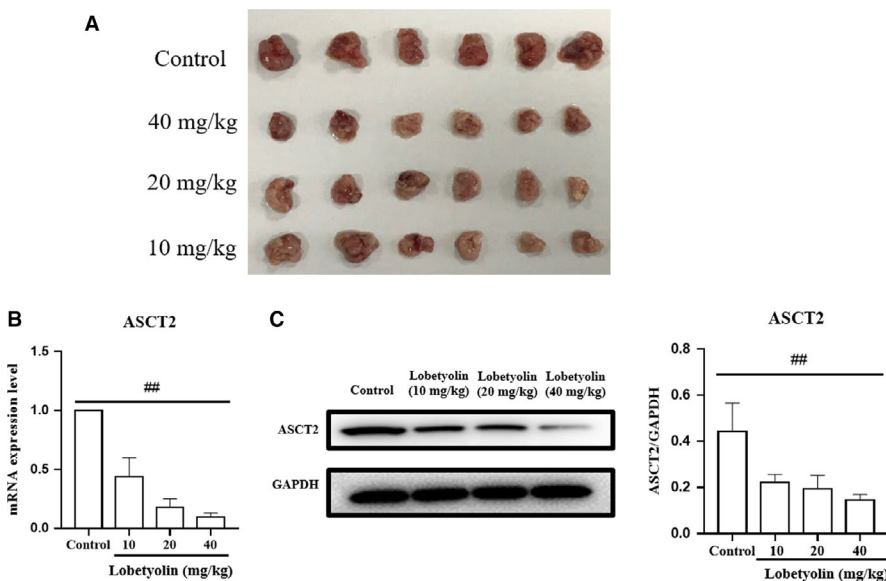 A
Control
40 mg/kg
20 mg/kg
10 mg/kg
B
ASCT2
mRNA expression level
1.5
1.0
0.5
0.0
##
Control
10
20
40
Lobetyolin (mg/kg)
C
Control
Lobetyolin
(10 mg/kg)
Lobetyolin
(20 mg/kg)
Lobetyolin
(40 mg/kg)
ASCT2
GAPDH
ASCT2
ASCT2/GAPDH
0.8
0.6
0.4
0.2
0.0
##
Control
10
20
40
Lobetyolin (mg/kg)